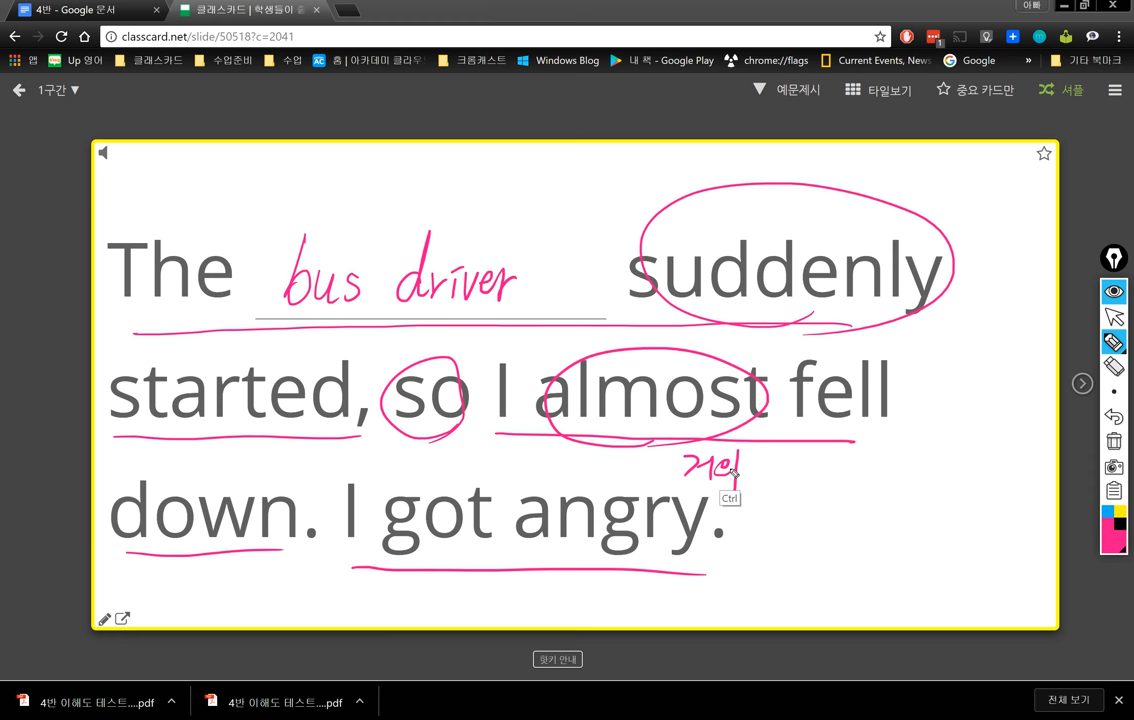 4반 - Google 문서
클래스카드 | 학생들이 
아빠
classcard.net/slide/50518?c=2041
1
앱 Up 영어 클래스카드 수업준비 수업 AC 홈 | 아카데미 클라우 크롬캐스트 Windows Blog 내 책 - Google Play chrome://flags Current Events, News Google » 기타 북마크
1구간 ▼ ▼ 예문제시 타일보기 중요 카드만 셔플
The bus driver suddenly
started, so I almost fell
거의
down. I got angry.
Ctrl
핫키 안내
4반 이해도 테스트....pdf 4반 이해도 테스트....pdf 전체 보기